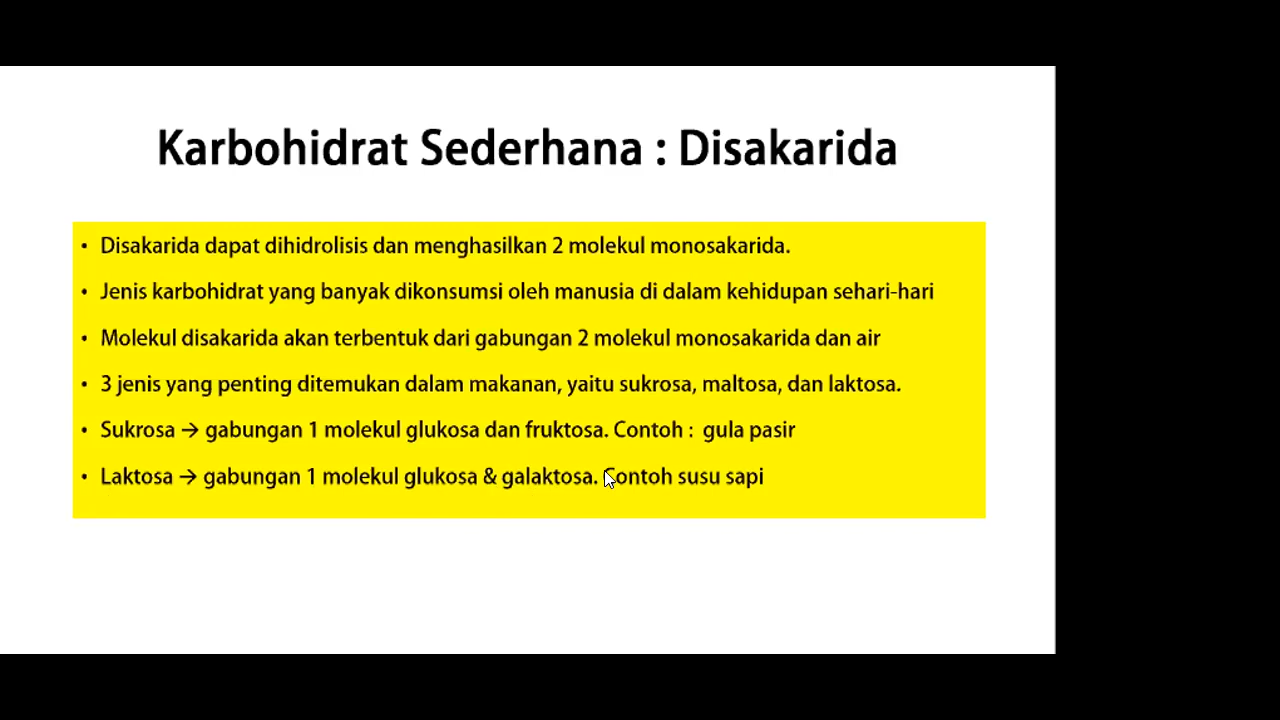 Karbohidrat Sederhana : Disakarida
• Disakarida dapat dihidrolisis dan menghasilkan 2 molekul monosakarida.
• Jenis karbohidrat yang banyak dikonsumsi oleh manusia di dalam kehidupan sehari-hari
• Molekul disakarida akan terbentuk dari gabungan 2 molekul monosakarida dan air
• 3 jenis yang penting ditemukan dalam makanan, yaitu sukrosa, maltosa, dan laktosa.
• Sukrosa → gabungan 1 molekul glukosa dan fruktosa. Contoh : gula pasir
• Laktosa → gabungan 1 molekul glukosa & galaktosa. Contoh susu sapi